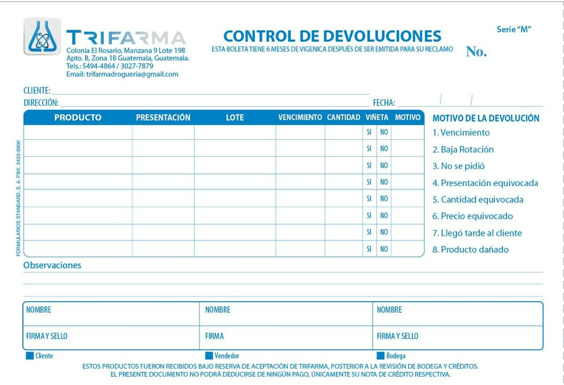 TRIFARMA
Colonia El Rosario, Manzana 9 Lote 198
Apto. B, Zona 18 Guatemala, Guatemala.
Tels.: 5494-4864 / 3027-7879
Email: trifarmadrogueria@gmail.com
CONTROL DE DEVOLUCIONES
ESTA BOLETA TIENE 6 MESES DE VIGENICA DESPUÉS DE SER EMITIDA PARA SU RECLAMO
Serie "M"
No.
CLIENTE:
DIRECCIÓN: FECHA: / /
PRODUCTO PRESENTACIÓN LOTE VENCIMIENTO CANTIDAD VIÑETA MOTIVO
SI NO
SI NO
SI NO
SI NO
SI NO
SI NO
SI NO
SI NO
MOTIVO DE LA DEVOLUCIÓN
1. Vencimiento
2. Baja Rotación
3. No se pidió
4. Presentación equivocada
5. Cantidad equivocada
6. Precio equivocado
7. Llegó tarde al cliente
8. Producto dañado
FORMULARIOS STANDARD, S. A. PBX: 2425-8900
Observaciones
NOMBRE NOMBRE NOMBRE
FIRMA Y SELLO FIRMA FIRMA Y SELLO
Cliente Vendedor Bodega
ESTOS PRODUCTOS FUERON RECIBIDOS BAJO RESERVA DE ACEPTACIÓN DE TRIFARMA, POSTERIOR A LA REVISIÓN DE BODEGA Y CRÉDITOS.
EL PRESENTE DOCUMENTO NO PODRÁ DEDUCIRSE DE NINGÚN PAGO, ÚNICAMENTE SU NOTA DE CRÉDITO RESPECTIVA.